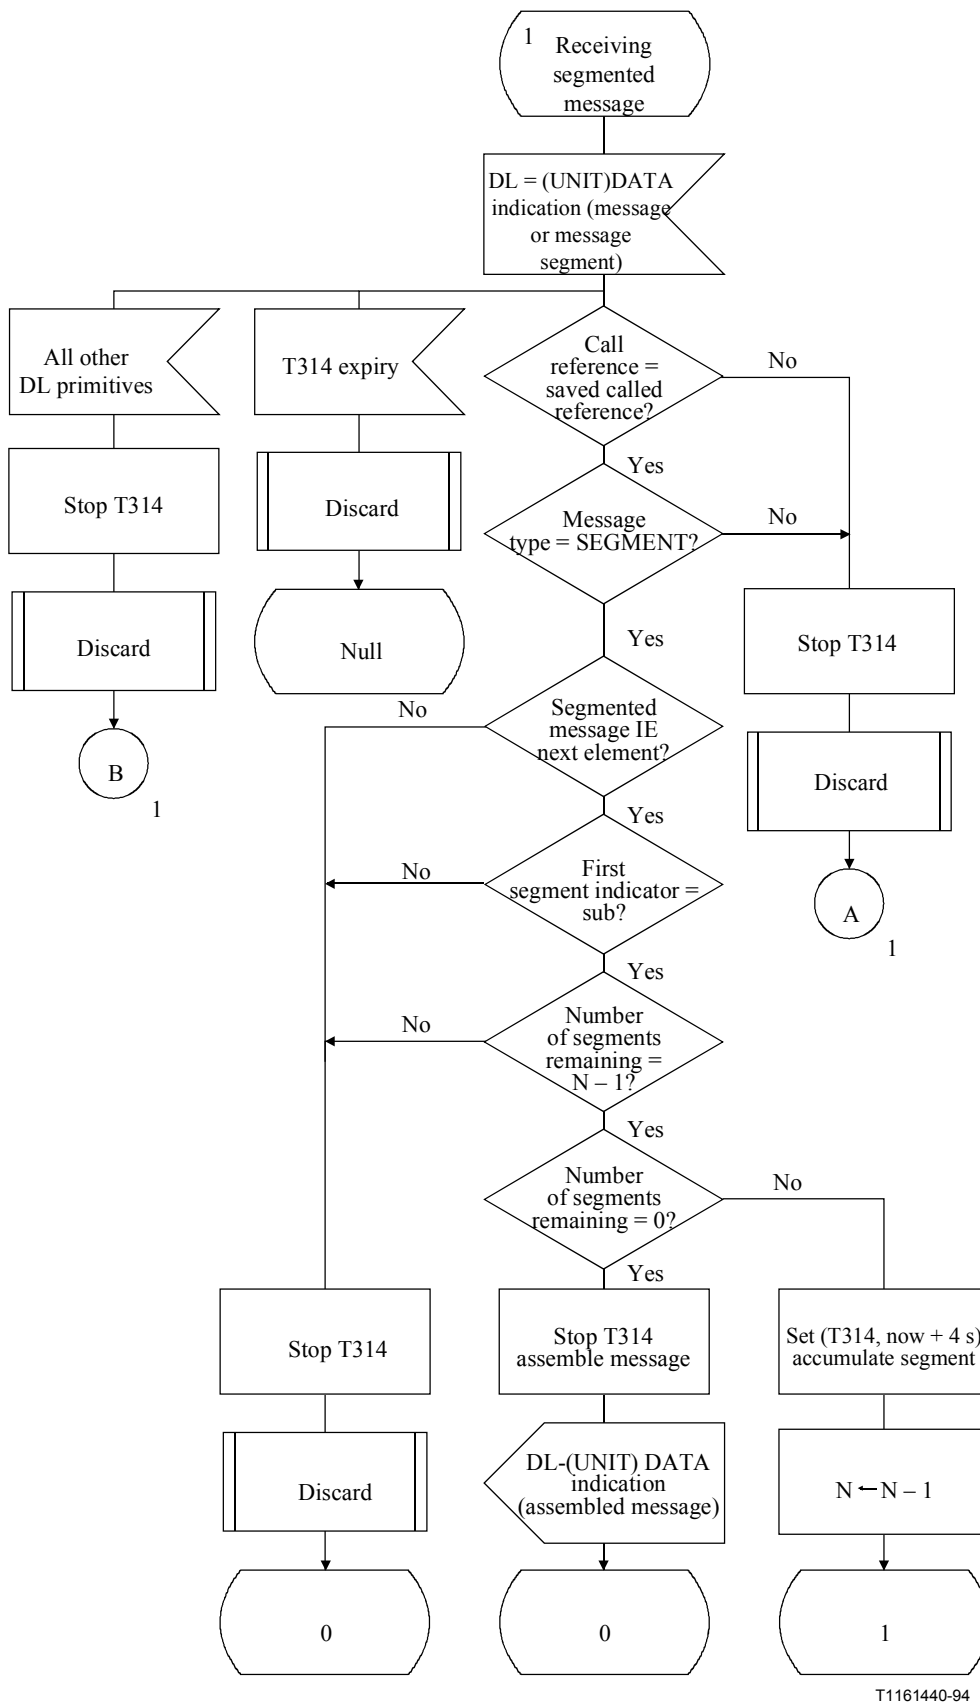 1
Receiving
segmented
message
DL = (UNIT)DATA
indication (message
or message
segment)
All other
DL primitives
T314 expiry
Call
reference =
saved called
reference?
No
Yes
Stop T314
Discard
Message
type = SEGMENT?
No
Yes
Discard
Null
Stop T314
Segmented
message IE
next element?
No
Yes
B
1
Discard
First
segment indicator =
sub?
No
Yes
A
1
Number
of segments
remaining =
N – 1?
No
Yes
Number
of segments
remaining = 0?
No
Yes
Stop T314
Stop T314
assemble message
Set (T314, now + 4 s)
accumulate segment
Discard
DL-(UNIT) DATA
indication
(assembled message)
N ← N – 1
0
0
1
T1161440-94